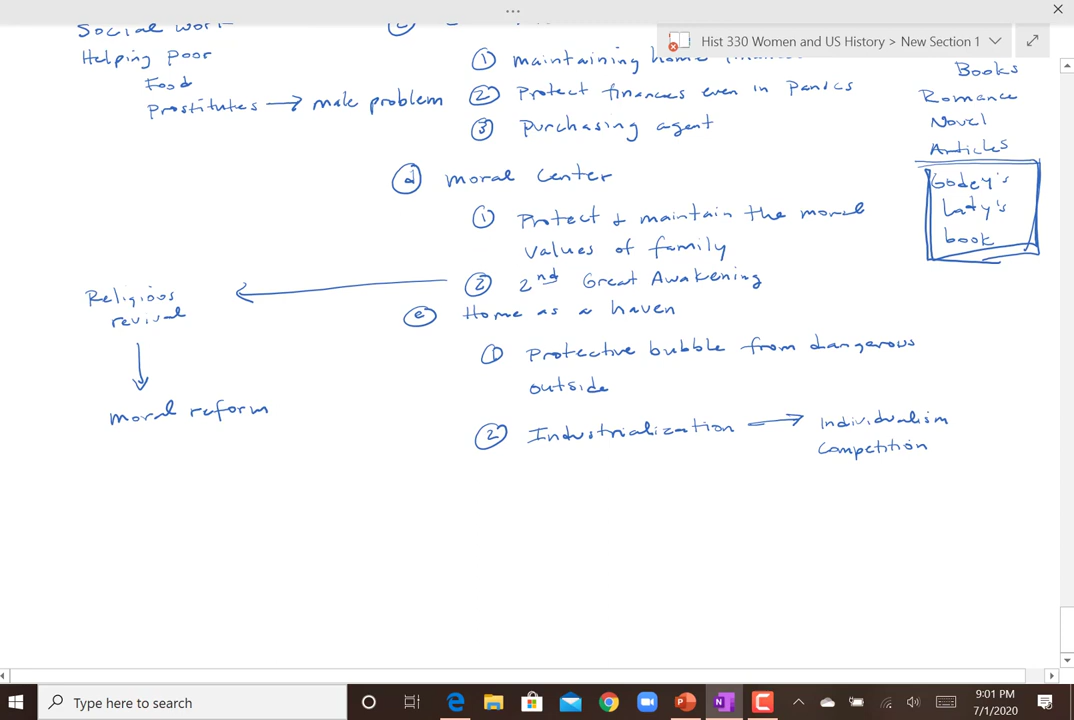 Hist 330 Women and US History > New Section 1
Social work
Helping Poor
Food
Prostitutes → male problem
① maintaining home
② Protect finances even in Panics
③ Purchasing agent
ⓓ moral center
① Protect & maintain the moral
values of family
② 2nd Great Awakening
Religious
revival
moral reform
ⓔ Home as a haven
① Protective bubble from dangerous
outside
② Industrialization → Individualism
Competition
Books
Romance
Novel
Articles
Godey's
Lady's
book
Type here to search
9:01 PM
7/1/2020